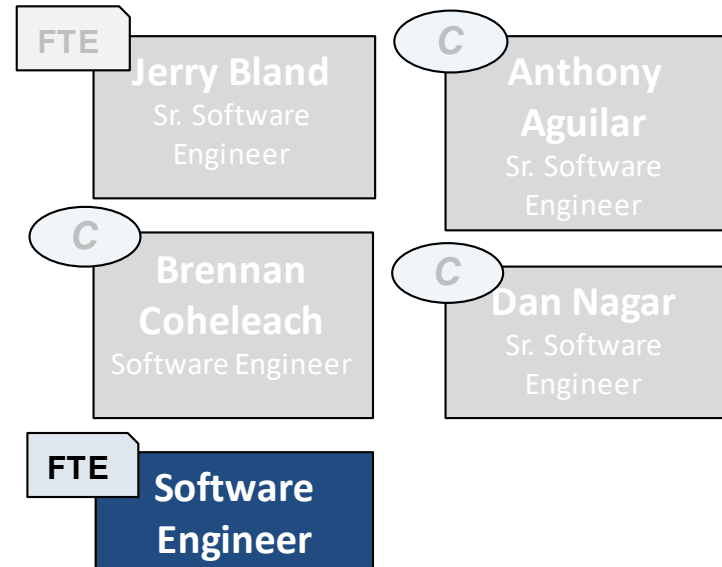 FTE
Jerry Bland
Sr. Software
Engineer
C
Anthony
Aguilar
Sr. Software
Engineer
C
Brennan
Coheleach
Software Engineer
C
Dan Nagar
Sr. Software
Engineer
FTE
Software
Engineer